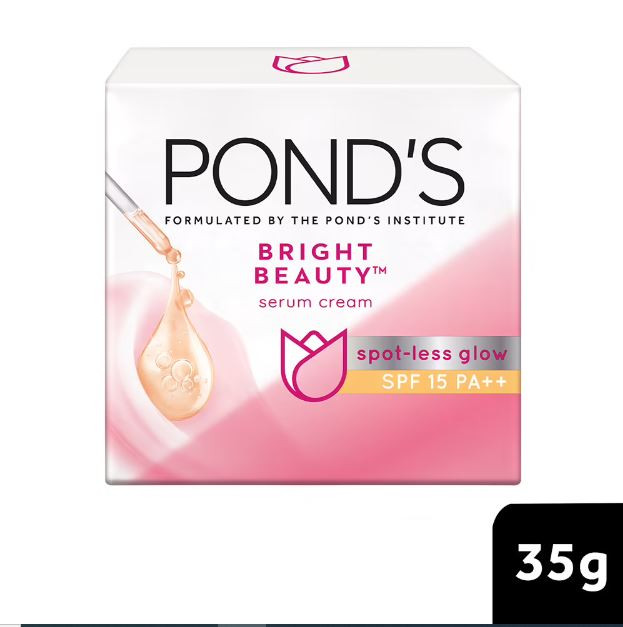 POND'S
FORMULATED BY THE POND'S INSTITUTE
BRIGHT
BEAUTY™
serum cream
spot-less glow
SPF 15 PA++
35g